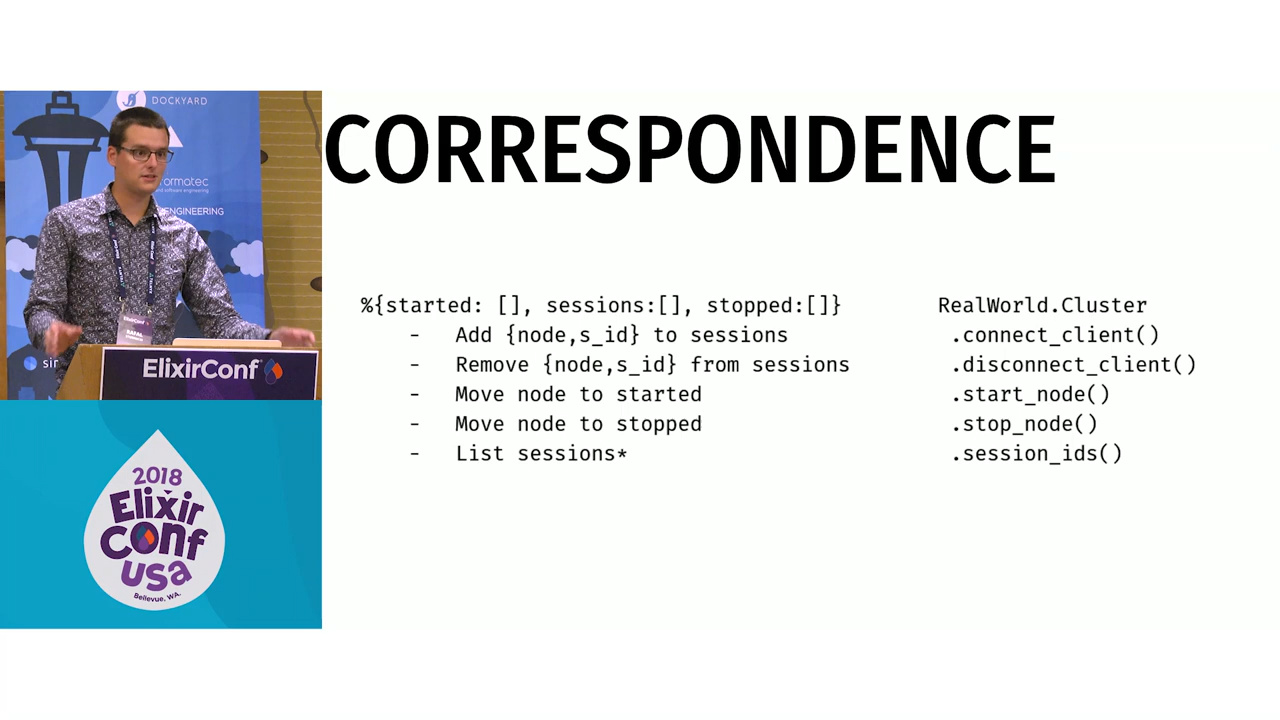 DOCKYARD
ormatec
ENGINEERING
ElixirConf
2018
Elixir
Conf
USA
Bellevue, WA.
CORRESPONDENCE
%{started: [], sessions:[], stopped:[]}
- Add {node,s_id} to sessions
- Remove {node,s_id} from sessions
- Move node to started
- Move node to stopped
- List sessions*
RealWorld.Cluster
.connect_client()
.disconnect_client()
.start_node()
.stop_node()
.session_ids()